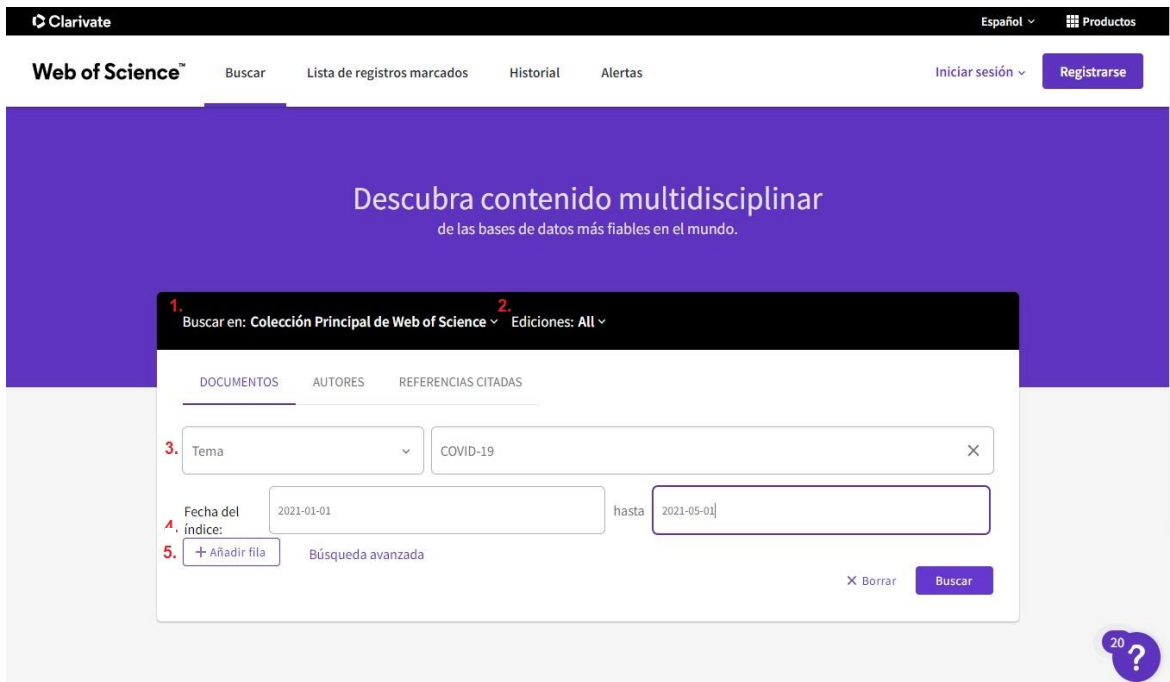 Clarivate
Español
Productos
Web of Science™
Buscar
Lista de registros marcados
Historial
Alertas
Iniciar sesión
Registrarse
Descubra contenido multidisciplinar
de las bases de datos más fiables en el mundo.
1.
2.
Buscar en: Colección Principal de Web of Science
Ediciones: All
DOCUMENTOS
AUTORES
REFERENCIAS CITADAS
3.
Tema
COVID-19
4.
Fecha del
índice:
2021-01-01
hasta
2021-05-01
5.
+ Añadir fila
Búsqueda avanzada
× Borrar
Buscar
20
?